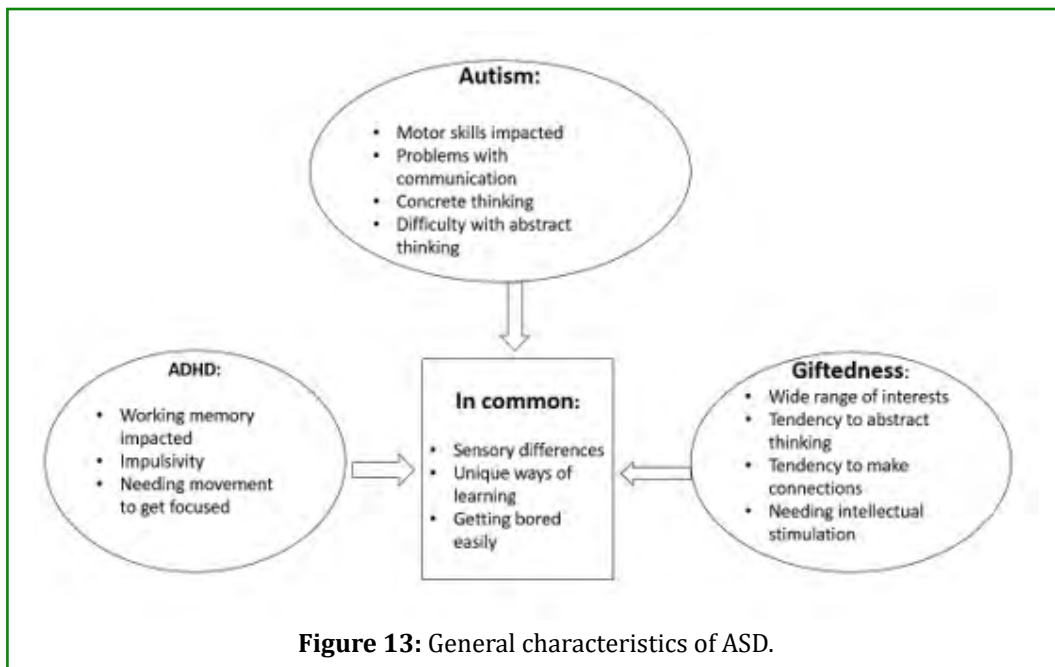 Autism:
• Motor skills impacted
• Problems with
communication
• Concrete thinking
• Difficulty with abstract
thinking
ADHD:
• Working memory
impacted
• Impulsivity
• Needing movement
to get focused
In common:
• Sensory differences
• Unique ways of
learning
• Getting bored
easily
Giftedness:
• Wide range of interests
• Tendency to abstract
thinking
• Tendency to make
connections
• Needing intellectual
stimulation
Figure 13: General characteristics of ASD.